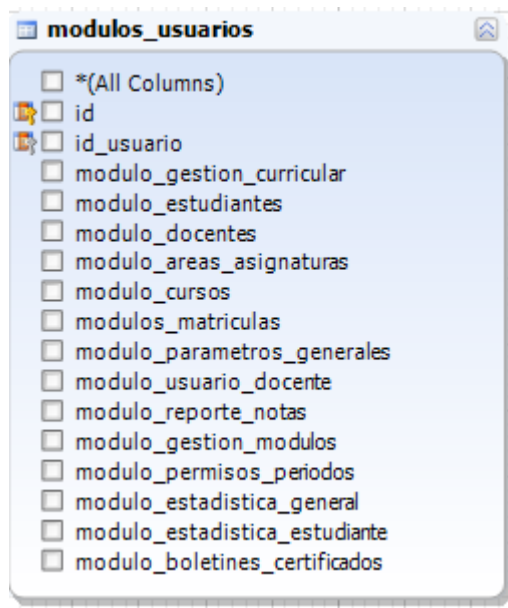 modulos_usuarios
*(All Columns)
id
id_usuario
modulo_gestion_curricular
modulo_estudiantes
modulo_docentes
modulo_areas_asignaturas
modulo_cursos
modulos_matriculas
modulo_parametros_generales
modulo_usuario_docente
modulo_reporte_notas
modulo_gestion_modulos
modulo_permisos_periodos
modulo_estadistica_general
modulo_estadistica_estudiante
modulo_boletines_certificados